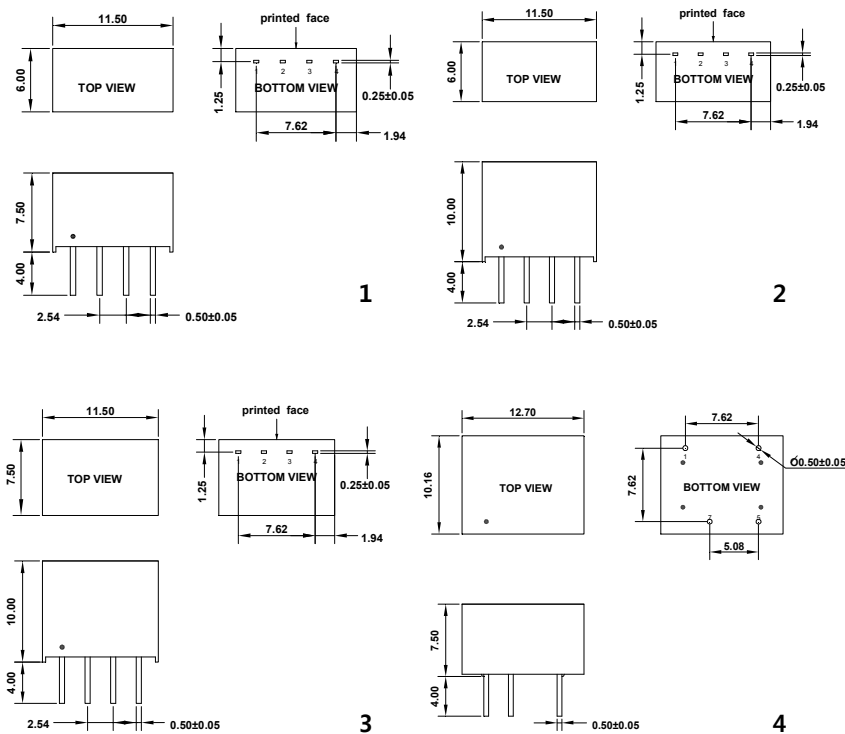 11.50
printed face
6.00
TOP VIEW
1.25
1 2 3 4
BOTTOM VIEW
0.25±0.05
7.62
1.94
7.50
4.00
2.54
0.50±0.05
1
11.50
printed face
6.00
TOP VIEW
1.25
1 2 3 4
BOTTOM VIEW
0.25±0.05
7.62
1.94
10.00
4.00
2.54
0.50±0.05
2
11.50
printed face
7.50
TOP VIEW
1.25
1 2 3 4
BOTTOM VIEW
0.25±0.05
7.62
1.94
10.00
4.00
2.54
0.50±0.05
3
12.70
10.16
TOP VIEW
7.62
1 4
Ø0.50±0.05
7.62
BOTTOM VIEW
7 5
5.08
7.50
4.00
0.50±0.05
4